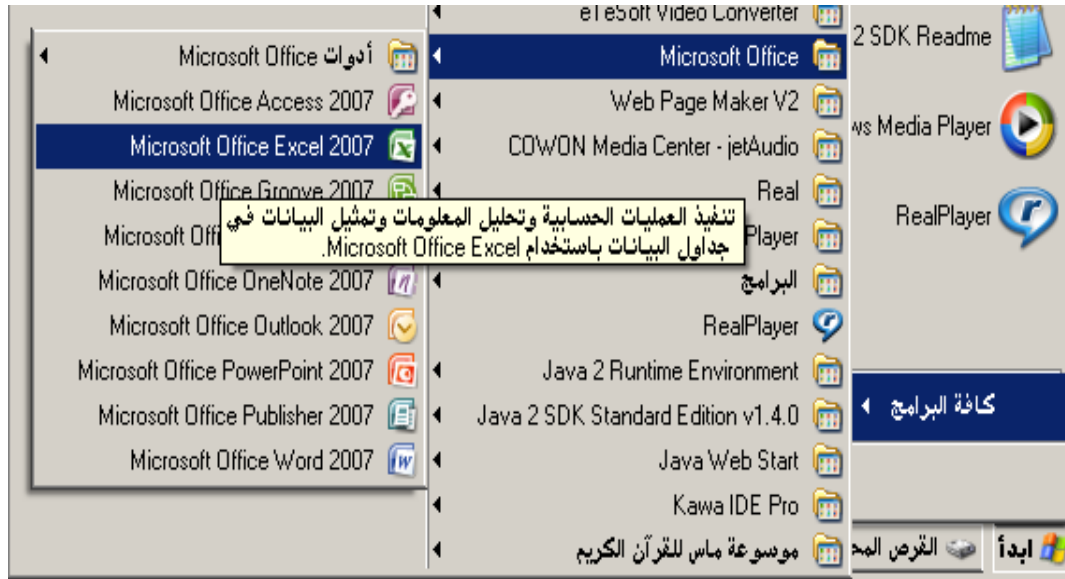 2 SDK Readme
Media Player
RealPlayer
كافة البرامج
ابدأ
القرص
eTeSoft Video Converter
Microsoft Office
Web Page Maker V2
COWON Media Center - jetAudio
Real
Player
البرامج
RealPlayer
Java 2 Runtime Environment
Java 2 SDK Standard Edition v1.4.0
Java Web Start
Kawa IDE Pro
موسوعة ماس للقرآن الكريم
أدوات Microsoft Office
Microsoft Office Access 2007
Microsoft Office Excel 2007
Microsoft Office Groove 2007
تنفيذ العمليات الحسابية وتحليل المعلومات وتمثيل البيانات في
جداول البيانات باستخدام Microsoft Office Excel.
Microsoft
Microsoft Office OneNote 2007
Microsoft Office Outlook 2007
Microsoft Office PowerPoint 2007
Microsoft Office Publisher 2007
Microsoft Office Word 2007